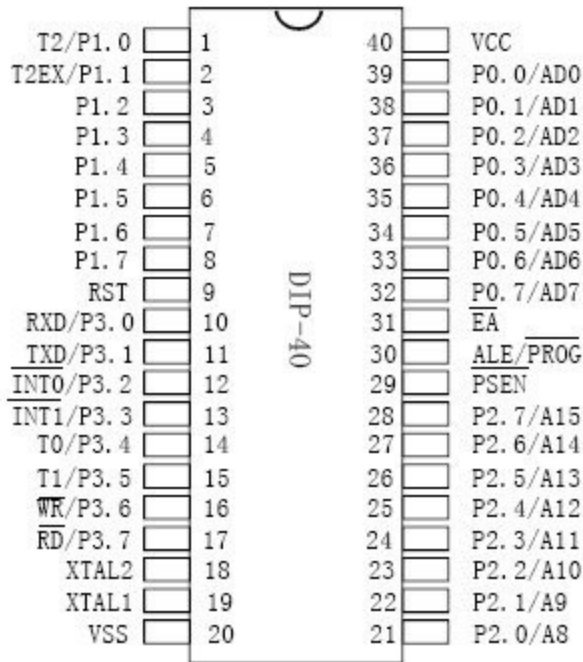 T2/P1.0 1 40 VCC
T2EX/P1.1 2 39 P0.0/AD0
P1.2 3 38 P0.1/AD1
P1.3 4 37 P0.2/AD2
P1.4 5 36 P0.3/AD3
P1.5 6 35 P0.4/AD4
P1.6 7 34 P0.5/AD5
P1.7 8 33 P0.6/AD6
RST 9 32 P0.7/AD7
RXD/P3.0 10 31 EA
TXD/P3.1 11 30 ALE/PROG
INT0/P3.2 12 29 PSEN
INT1/P3.3 13 28 P2.7/A15
T0/P3.4 14 27 P2.6/A14
T1/P3.5 15 26 P2.5/A13
WR/P3.6 16 25 P2.4/A12
RD/P3.7 17 24 P2.3/A11
XTAL2 18 23 P2.2/A10
XTAL1 19 22 P2.1/A9
VSS 20 21 P2.0/A8
DIP-40